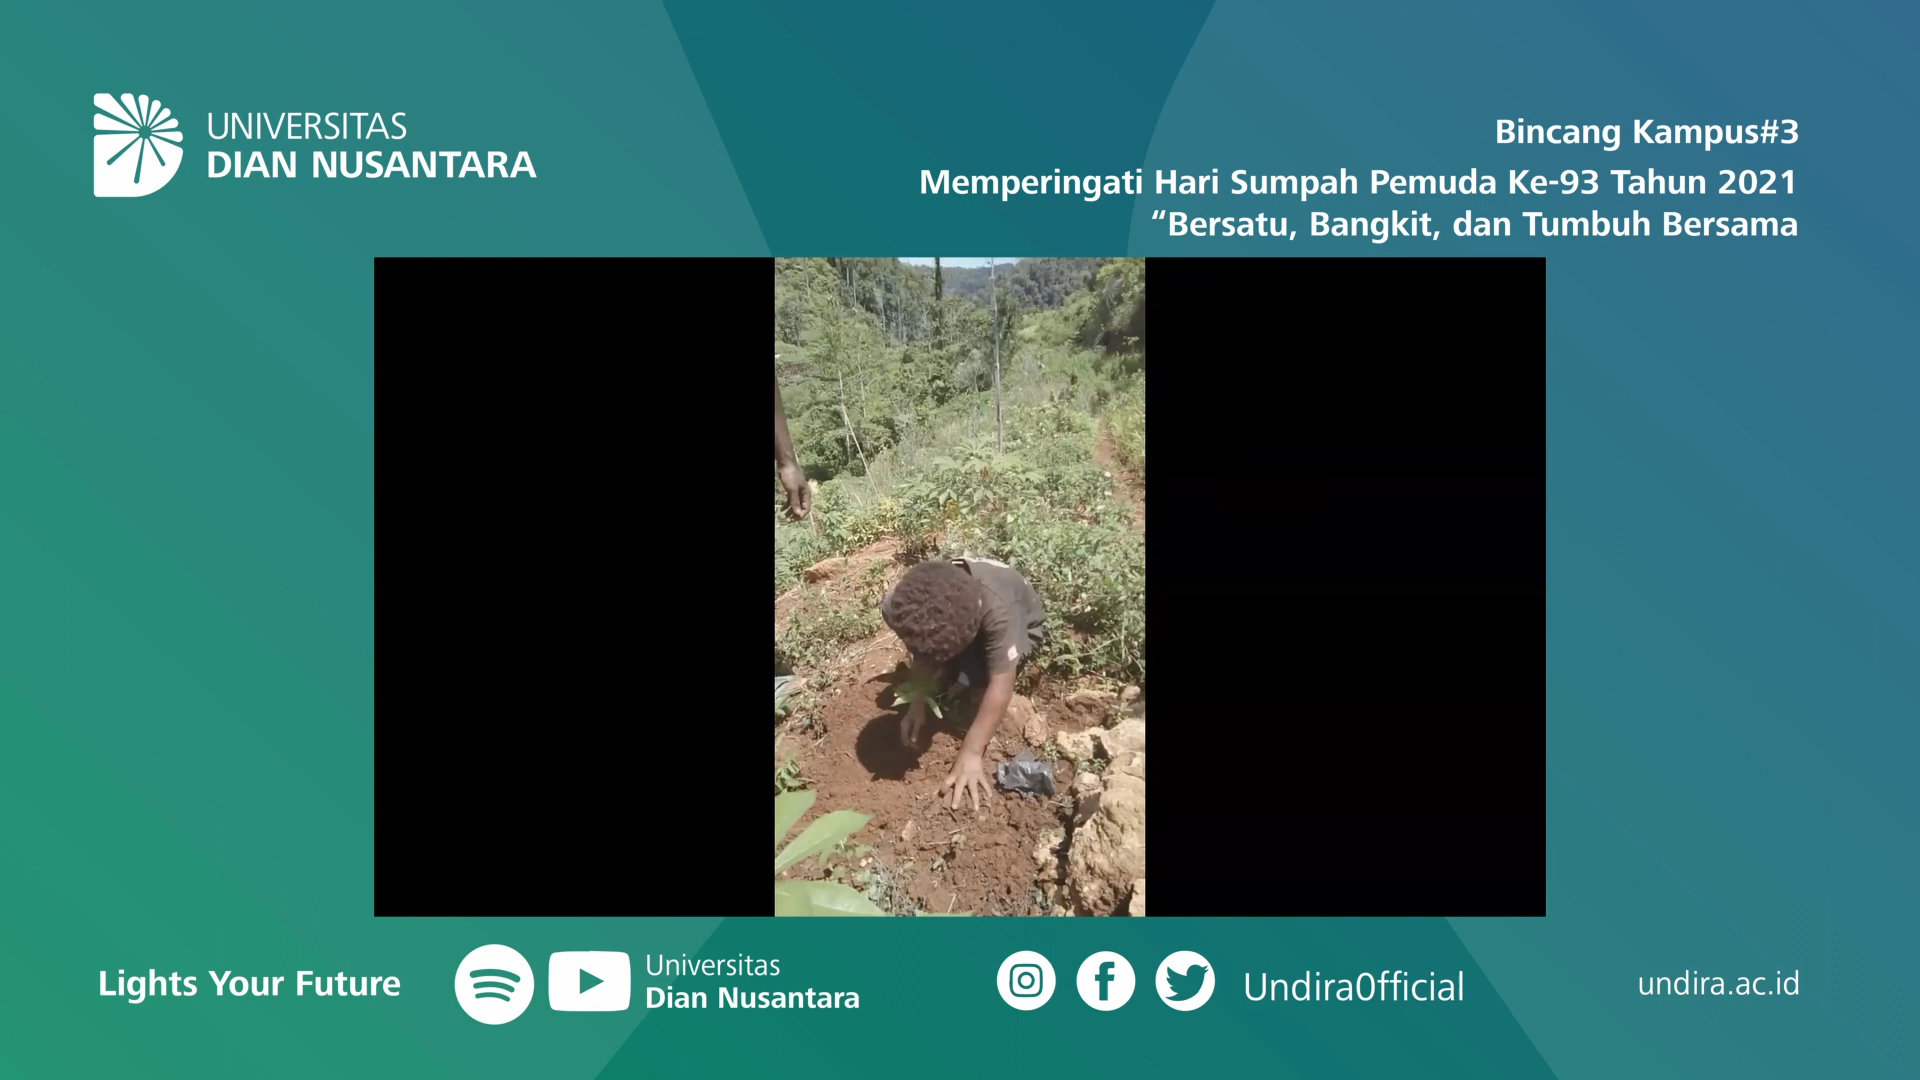 UNIVERSITAS
DIAN NUSANTARA
Bincang Kampus#3
Memperingati Hari Sumpah Pemuda Ke-93 Tahun 2021
“Bersatu, Bangkit, dan Tumbuh Bersama
Lights Your Future
Universitas
Dian Nusantara
UndiraOfficial
undira.ac.id